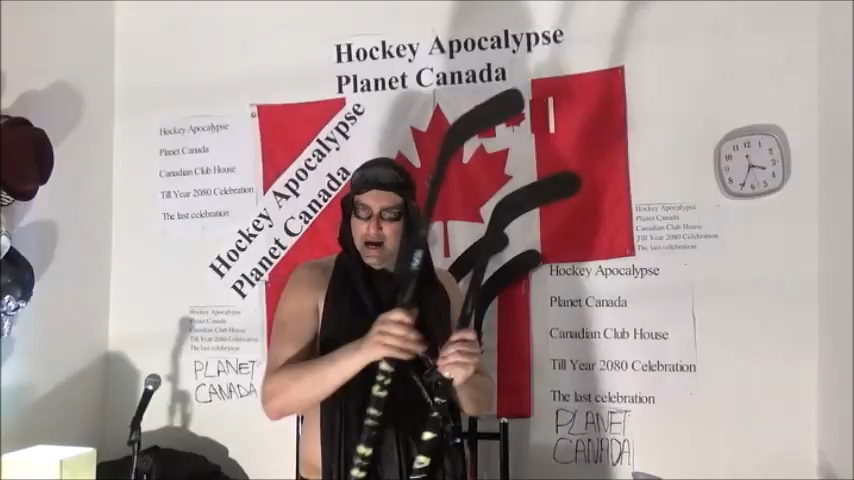 Hockey Apocalypse
Planet Canada
Hockey Apocalypse
Planet Canada
Canadian Club House
Till Year 2080 Celebration
The last celebration
Hockey Apocalypse
Planet Canada
Hockey Apocalypse
Planet Canada
Canadian Club House
Till Year 2080 Celebration
The last celebration
PLANET
CANADA
Hockey Apocalypse
Planet Canada
Canadian Club House
Till Year 2080 Celebration
The last celebration
Hockey Apocalypse
Planet Canada
Canadian Club House
Till Year 2080 Celebration
The last celebration
PLANET
CANADA